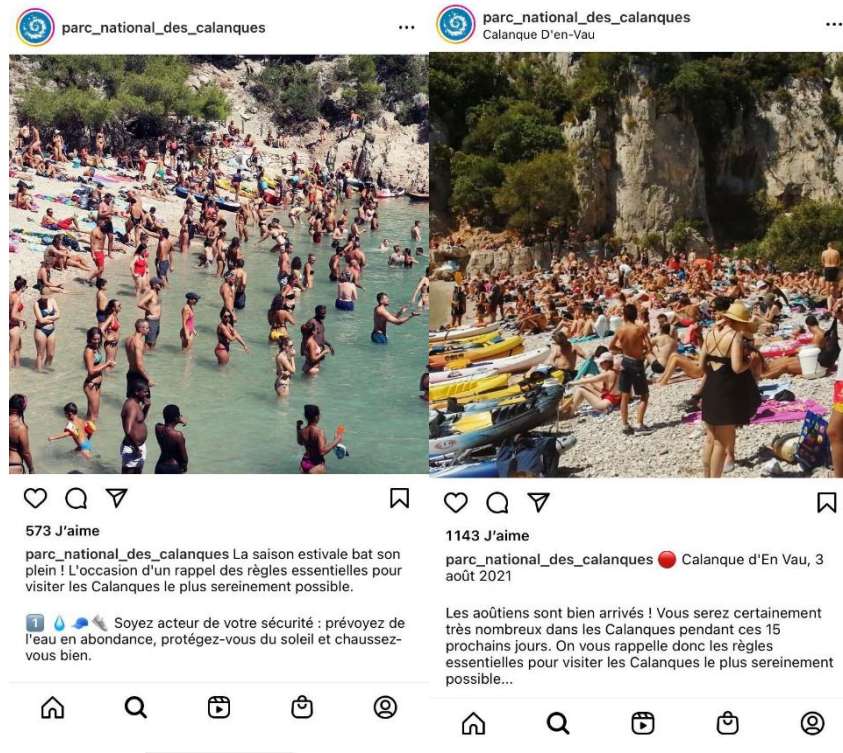 parc_national_des_calanques
573 J'aime
parc_national_des_calanques La saison estivale bat son
plein ! L'occasion d'un rappel des règles essentielles pour
visiter les Calanques le plus sereinement possible.
1️⃣ 💧 🧢 👟 Soyez acteur de votre sécurité : prévoyez de
l'eau en abondance, protégez-vous du soleil et chaussez-
vous bien.
parc_national_des_calanques
Calanque D'en-Vau
1143 J'aime
parc_national_des_calanques 🔴 Calanque d'En Vau, 3
août 2021
Les aoûtiens sont bien arrivés ! Vous serez certainement
très nombreux dans les Calanques pendant ces 15
prochains jours. On vous rappelle donc les règles
essentielles pour visiter les Calanques le plus sereinement
possible...